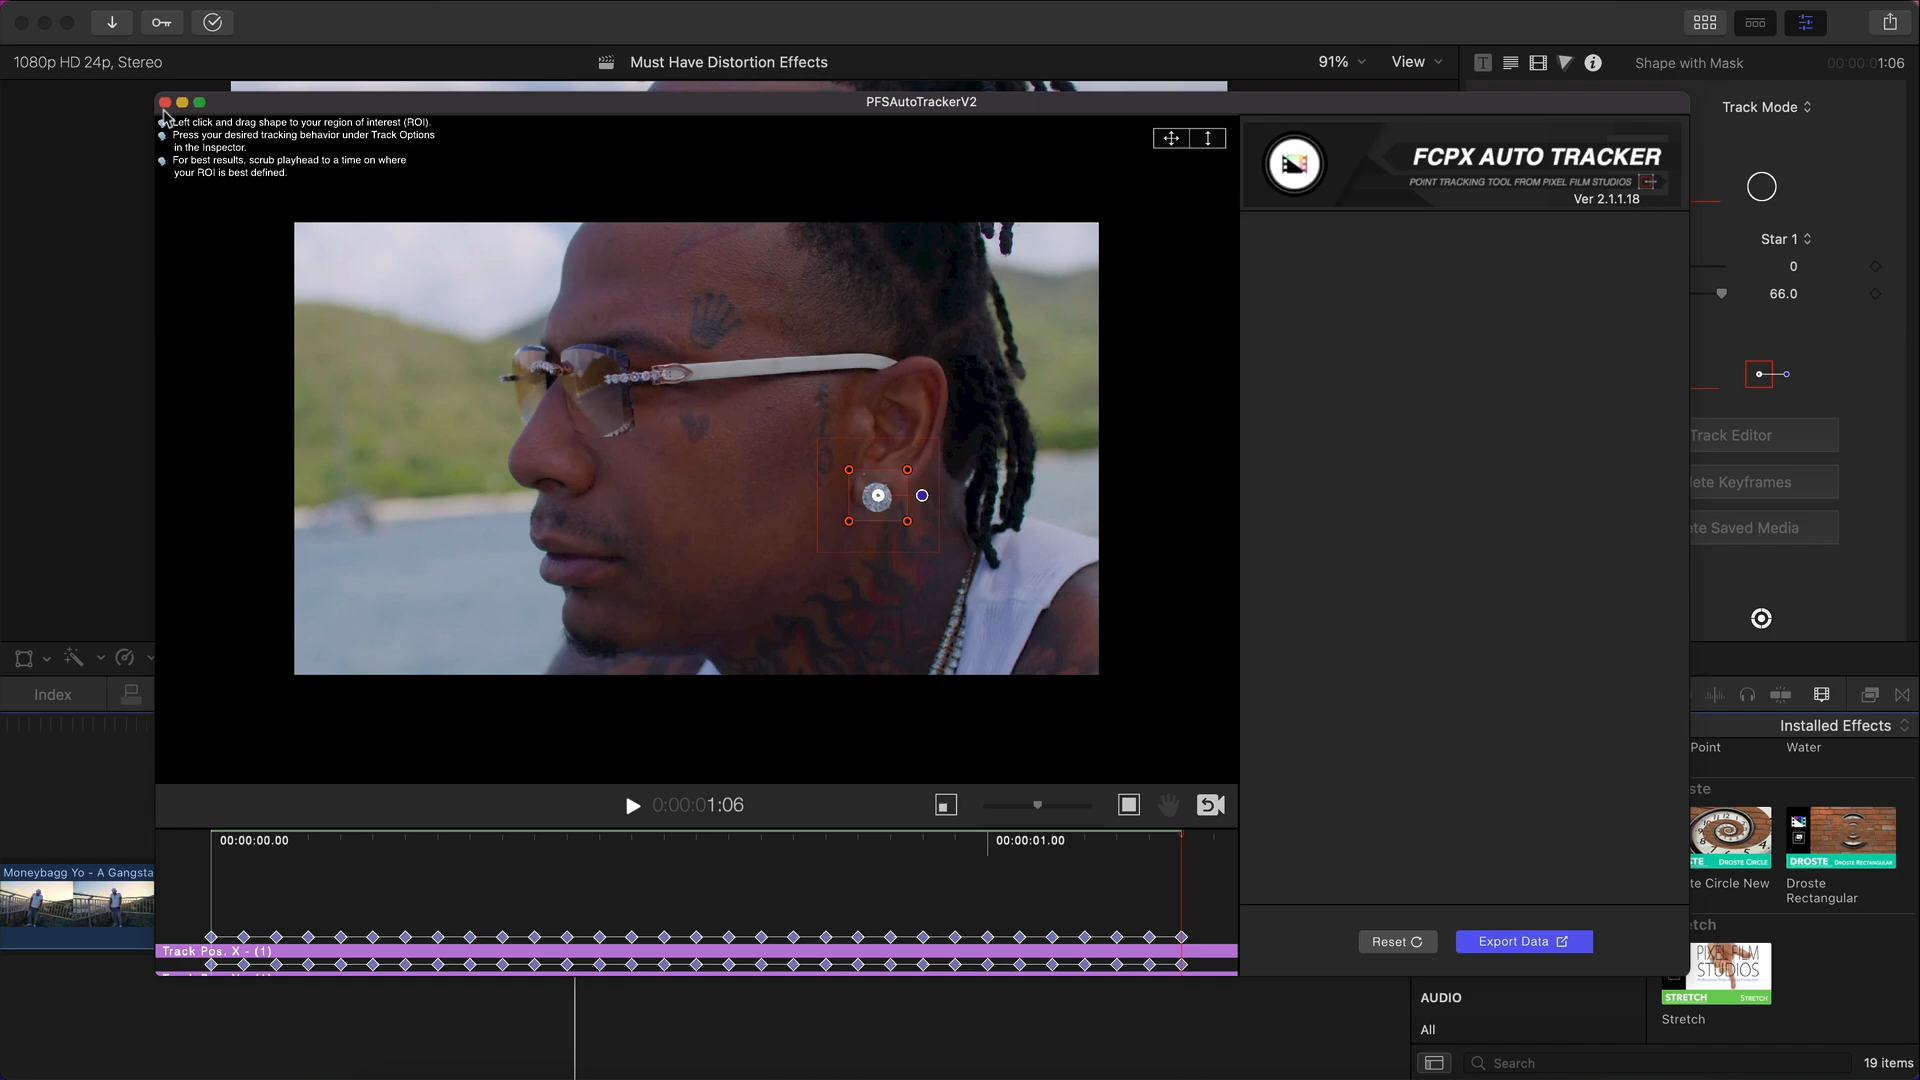 1080p HD 24p, Stereo
Must Have Distortion Effects
91%
View
Shape with Mask
00:00:01:06
PFSAutoTrackerV2
Track Mode
Left click and drag shape to your region of interest (ROI).
Press your desired tracking behavior under Track Options
in the Inspector.
For best results, scrub playhead to a time on where
your ROI is best defined.
FCPX AUTO TRACKER
POINT TRACKING TOOL FROM PIXEL FILM STUDIOS
Ver 2.1.1.18
Star 1
0
66.0
Track Editor
ete Keyframes
ete Saved Media
Index
Installed Effects
Point
Water
ste
0:00:01:06
00:00:00.00
00:00:01.00
Moneybagg Yo - A Gangsta
TE
DROSTE CIRCLE
DROSTE
DROSTE RECTANGULAR
te Circle New
Droste
Rectangular
etch
Track Pos. X - (1)
Reset
Export Data
PIXEL FILM
STUDIOS
STRETCH
STRETCH
Stretch
AUDIO
All
Search
19 items